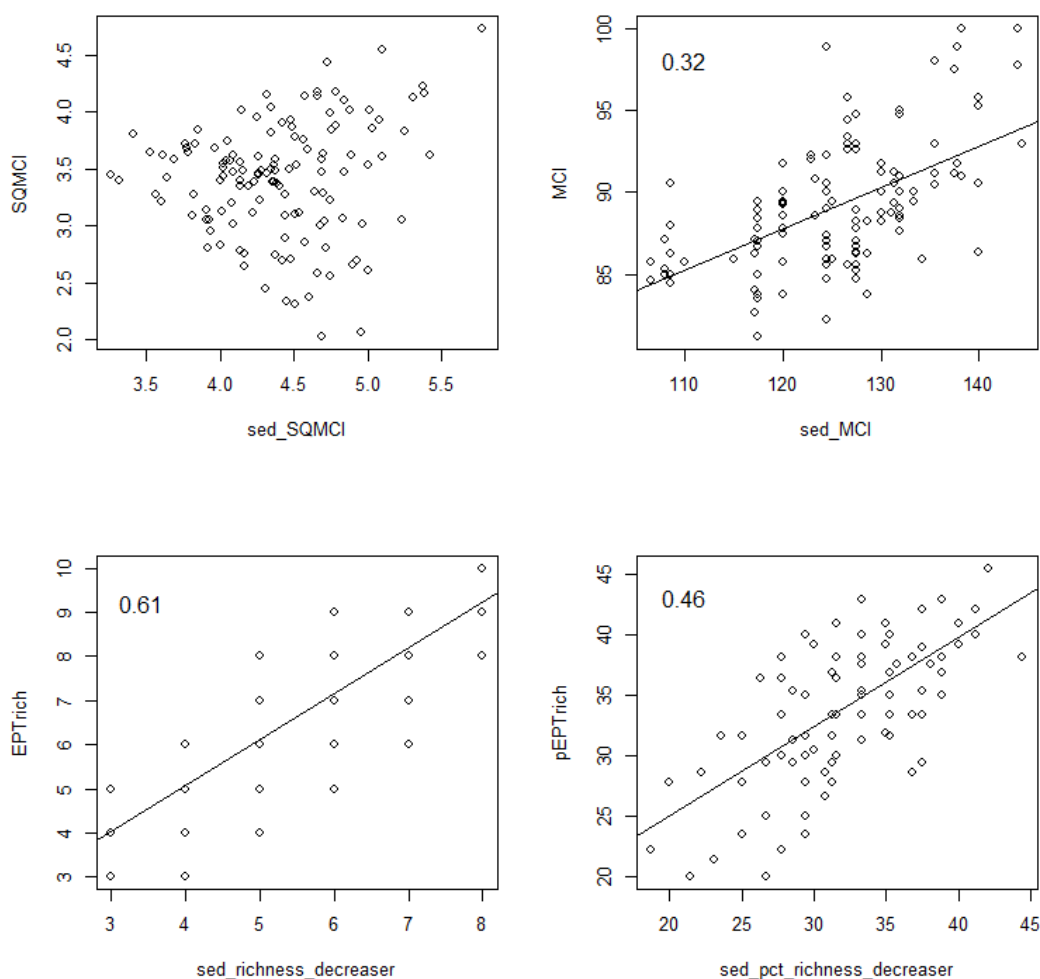 SQMCI
4.5
4.0
3.5
3.0
2.5
2.0
3.5 4.0 4.5 5.0 5.5
sed_SQMCI
MCI
100
95
90
85
0.32
110 120 130 140
sed_MCI
EPTrich
10
9
8
7
6
5
4
3
0.61
3 4 5 6 7 8
sed_richness_decreaser
pEPTrich
45
40
35
30
25
20
0.46
20 25 30 35 40 45
sed_pct_richness_decreaser